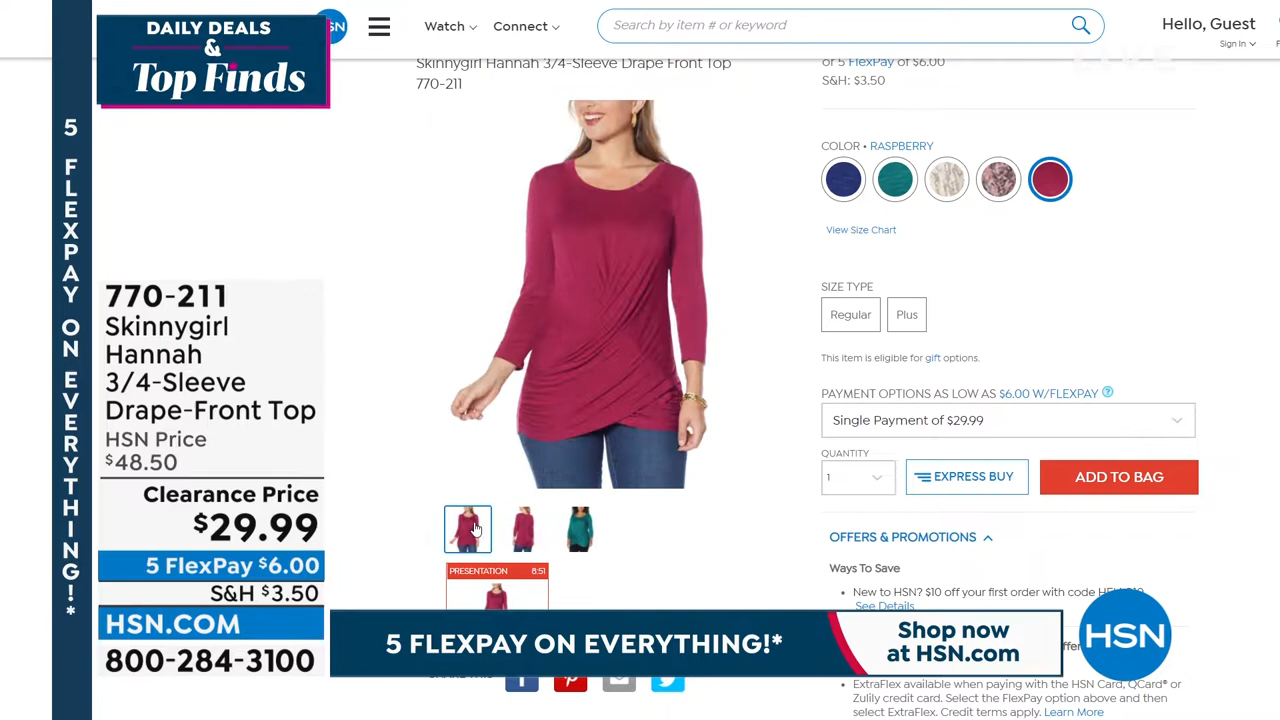 DAILY DEALS
&
Top Finds
HSN
Watch
Connect
Search by item # or keyword
Hello, Guest
Sign In
LIVE
Skinnygirl Hannah 3/4-Sleeve Drape Front Top
770-211
or 5 FlexPay of $6.00
S&H: $3.50
COLOR • RASPBERRY
View Size Chart
SIZE TYPE
Regular
Plus
This item is eligible for gift options.
PAYMENT OPTIONS AS LOW AS $6.00 W/FLEXPAY ?
Single Payment of $29.99
QUANTITY
1
EXPRESS BUY
ADD TO BAG
OFFERS & PROMOTIONS
Ways To Save
• New to HSN? $10 off your first order with code
See Details
• ExtraFlex available when paying with the HSN Card, QCard® or
Zulily credit card. Select the FlexPay option above and then
select ExtraFlex. Credit terms apply. Learn More
PRESENTATION 8:51
5 FLEXPAY ON EVERYTHING!*
770-211
Skinnygirl
Hannah
3/4-Sleeve
Drape-Front Top
HSN Price
$48.50
Clearance Price
$29.99
5 FlexPay $6.00
S&H $3.50
HSN.COM
800-284-3100
5 FLEXPAY ON EVERYTHING!*
Shop now
at HSN.com
HSN